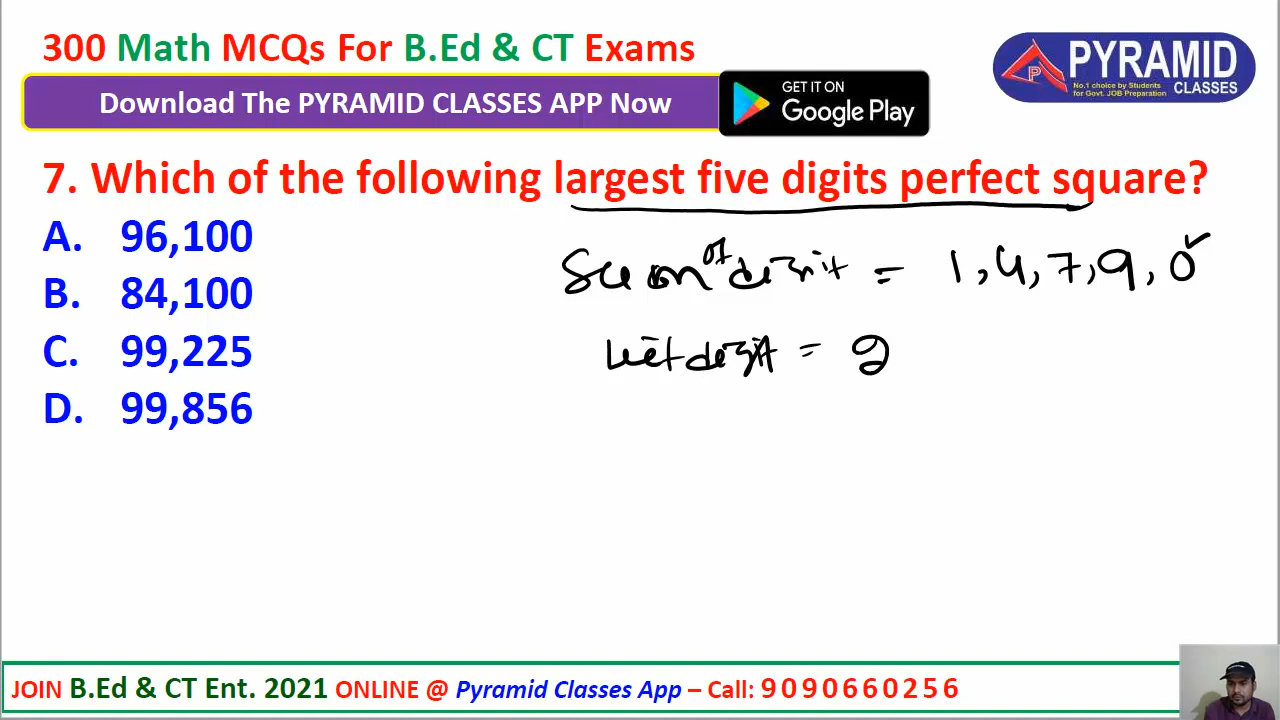 300 Math MCQs For B.Ed & CT Exams
PYRAMID
No.1 choice by Students
for Govt. JOB Preparation
CLASSES
Download The PYRAMID CLASSES APP Now
GET IT ON
Google Play
7. Which of the following largest five digits perfect square?
A. 96,100
B. 84,100
C. 99,225
D. 99,856
of digit = 1, 4, 7, 9, 0
digit = 2
JOIN B.Ed & CT Ent. 2021 ONLINE @ Pyramid Classes App – Call: 9090660256